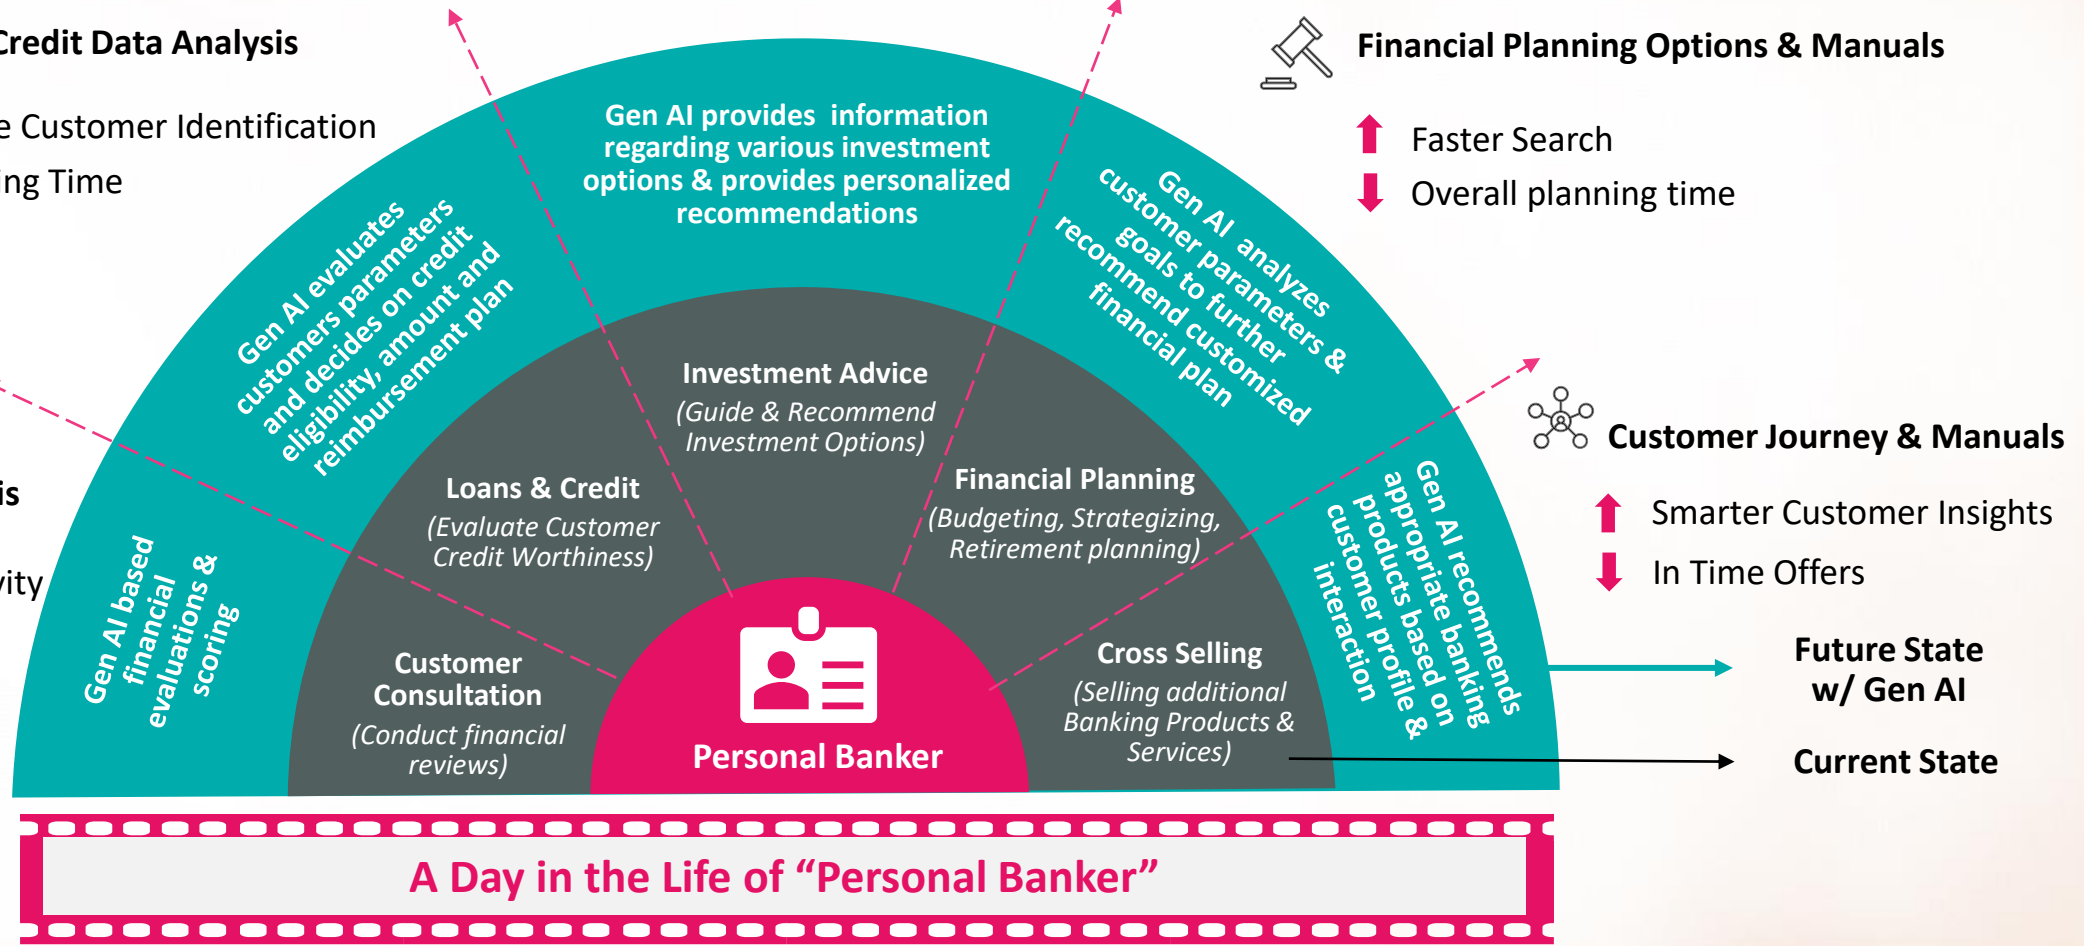 Credit Data Analysis
Customer Identification
Time
Financial Planning Options & Manuals
Faster Search
Overall planning time
Gen AI provides information
regarding various investment
options & provides personalized
recommendations
Gen AI evaluates
customers parameters
and decides on credit
eligibility, amount and
reimbursement plan
Gen AI analyzes
customer parameters &
goals to further
recommend customized
financial plan
Gen AI based
financial
evaluations &
scoring
Gen AI recommends
appropriate banking
products based on
customer profile &
interaction
Investment Advice
(Guide & Recommend
Investment Options)
Loans & Credit
(Evaluate Customer
Credit Worthiness)
Financial Planning
(Budgeting, Strategizing,
Retirement planning)
Customer
Consultation
(Conduct financial
reviews)
Cross Selling
(Selling additional
Banking Products &
Services)
Personal Banker
Customer Journey & Manuals
Smarter Customer Insights
In Time Offers
Future State
w/ Gen AI
Current State
A Day in the Life of “Personal Banker”